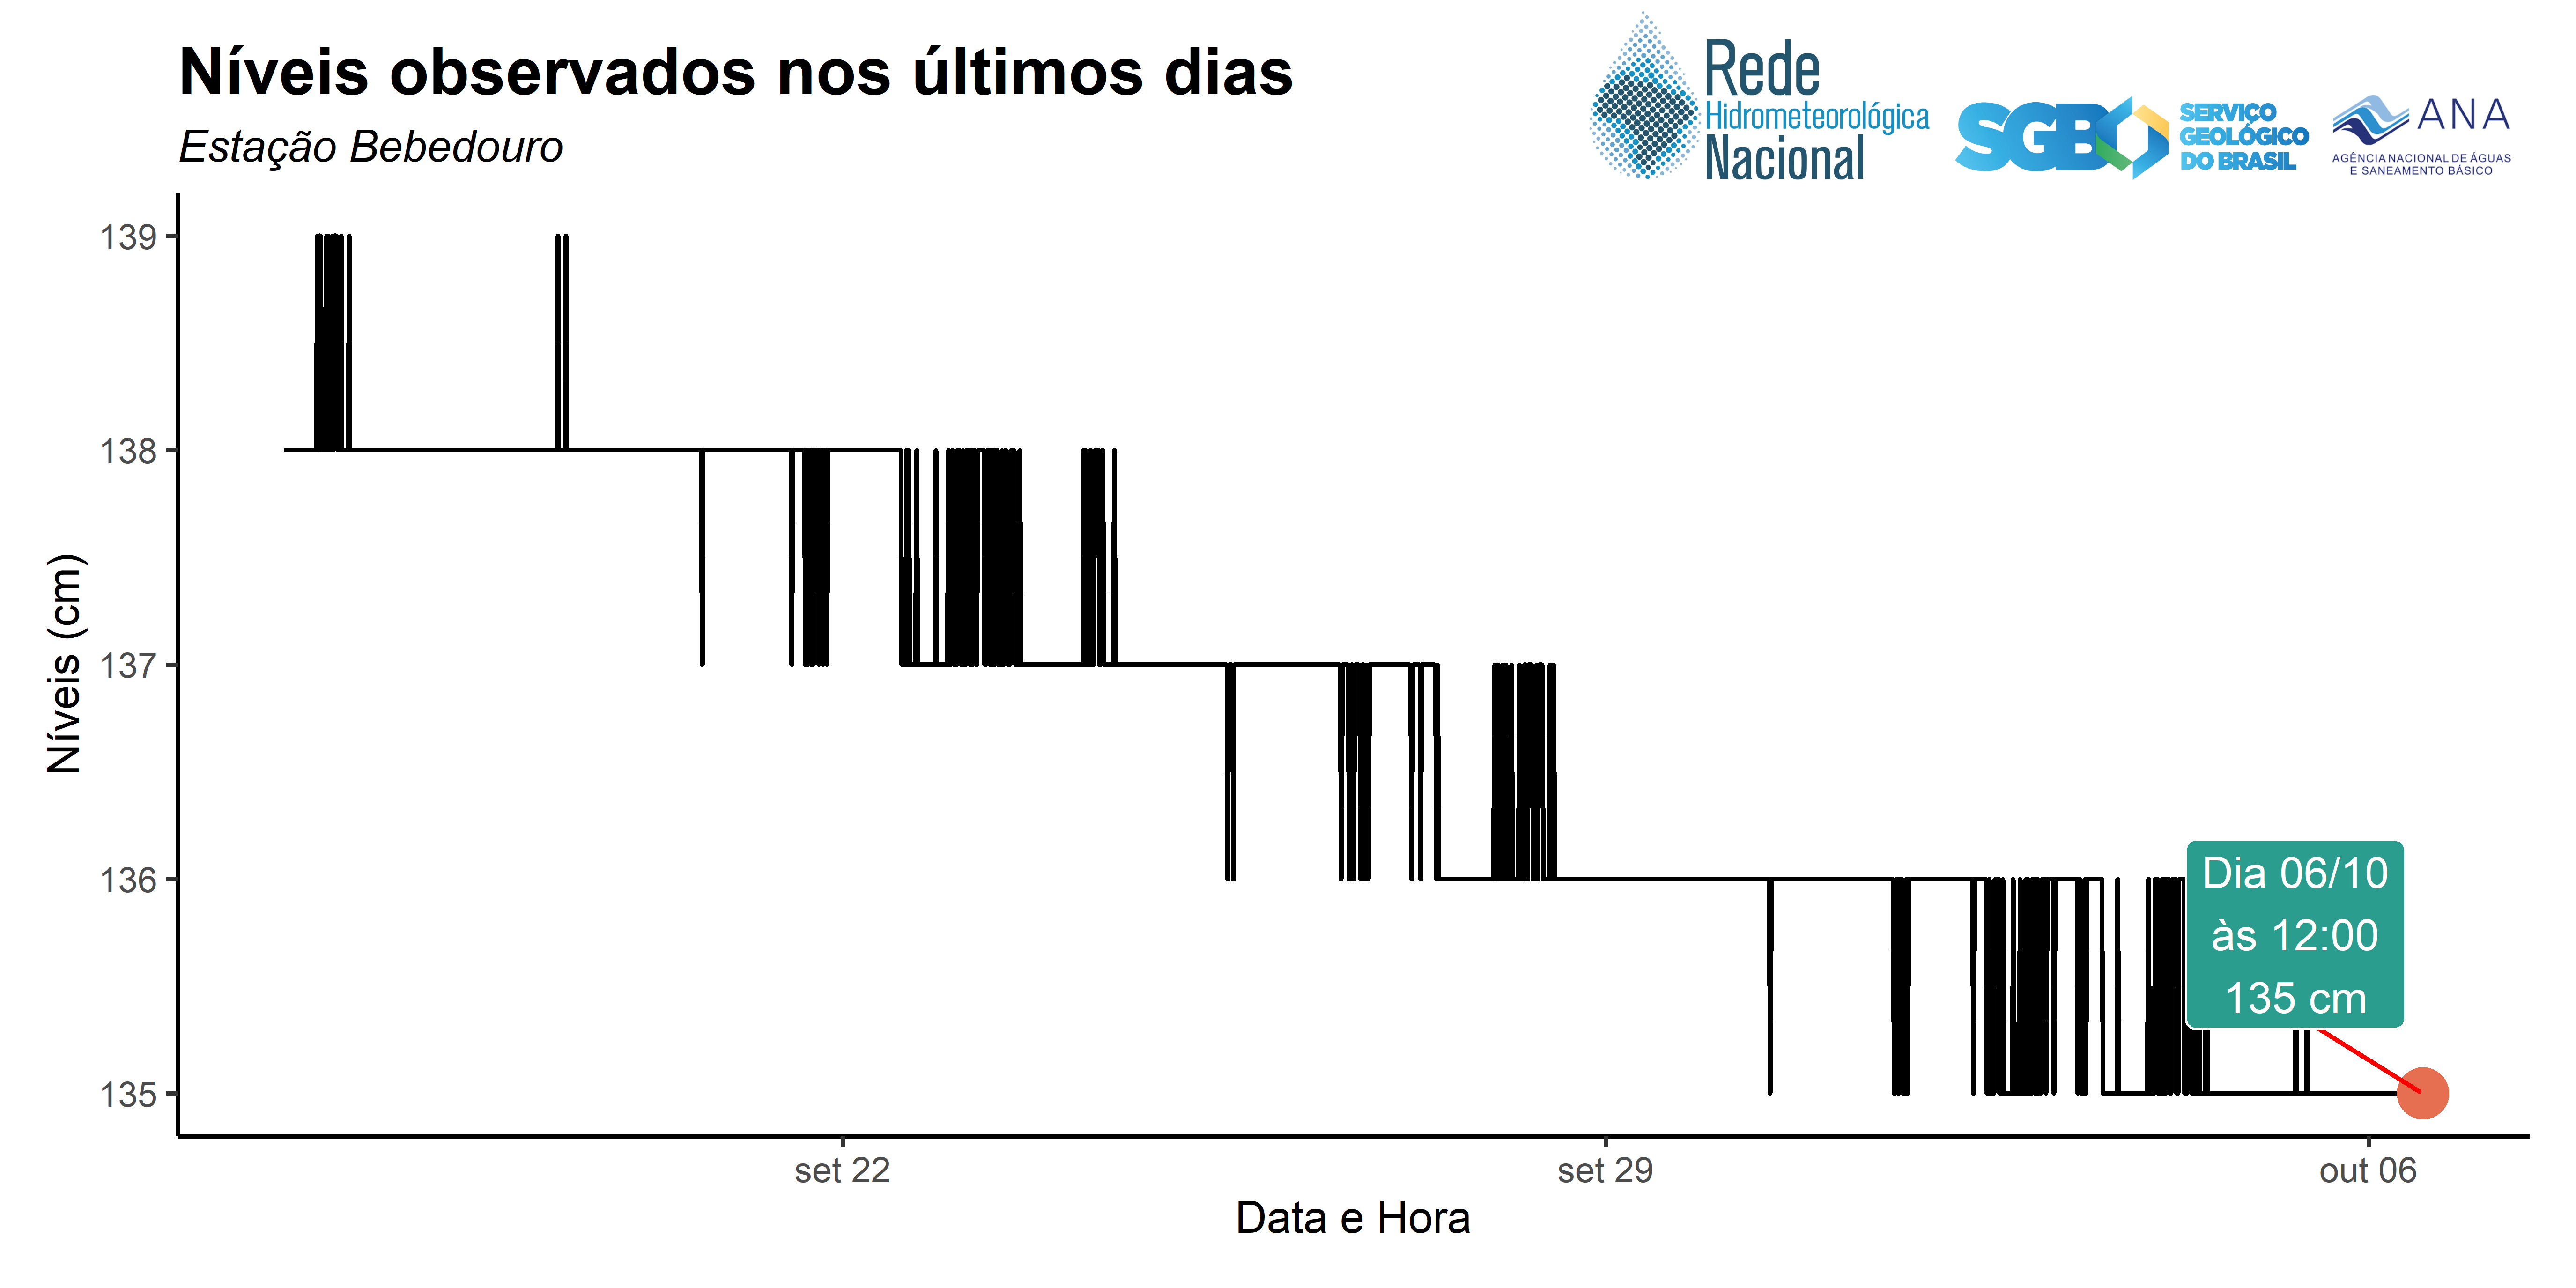 Níveis observados nos últimos dias
Estação Bebedouro
Rede
Hidrometeorológica
Nacional
SGB
SERVIÇO
GEOLÓGICO
DO BRASIL
ANA
AGÊNCIA NACIONAL DE ÁGUAS
E SANEAMENTO BÁSICO
Níveis (cm)
139
138
137
136
135
Dia 06/10
às 12:00
135 cm
set 22
set 29
out 06
Data e Hora